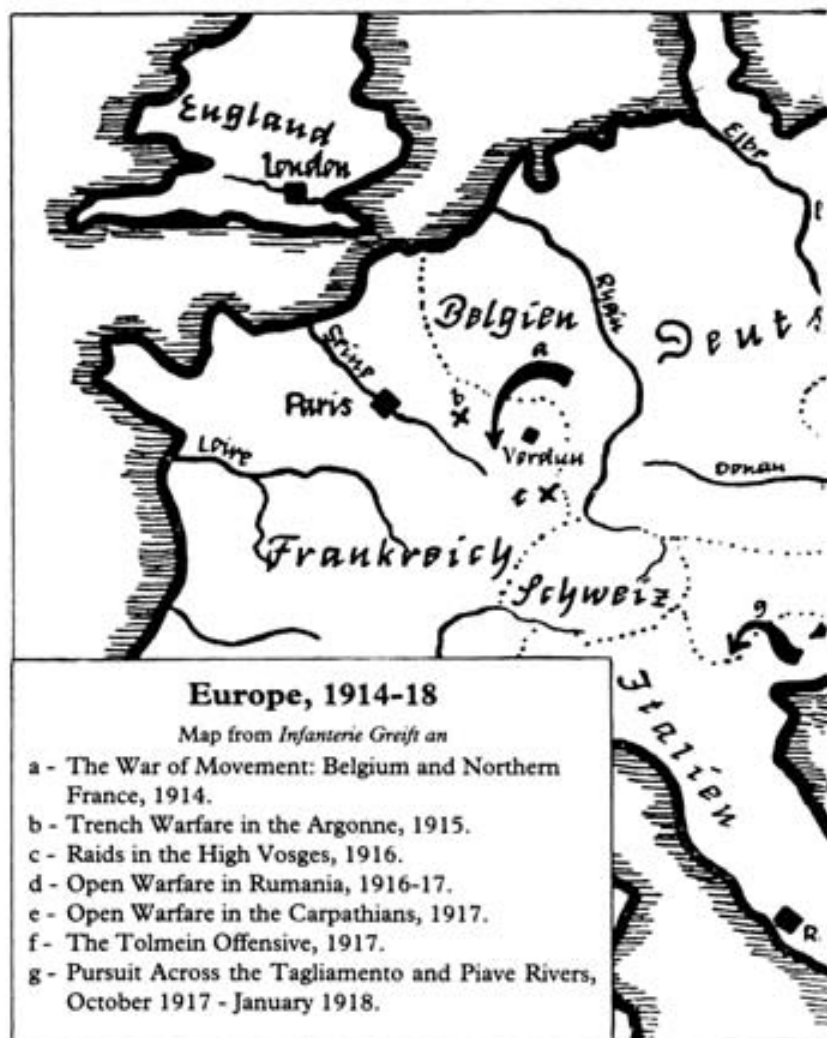 England
London
Elbe
Rhein
Belgien
Deuts
a
Seine
b
Paris
Verdun
Loire
Donau
c
Frankreich
Schweiz
g
Italien
R.
Europe, 1914-18
Map from Infanterie Greift an
a - The War of Movement: Belgium and Northern
France, 1914.
b - Trench Warfare in the Argonne, 1915.
c - Raids in the High Vosges, 1916.
d - Open Warfare in Rumania, 1916-17.
e - Open Warfare in the Carpathians, 1917.
f - The Tolmein Offensive, 1917.
g - Pursuit Across the Tagliamento and Piave Rivers,
October 1917 - January 1918.